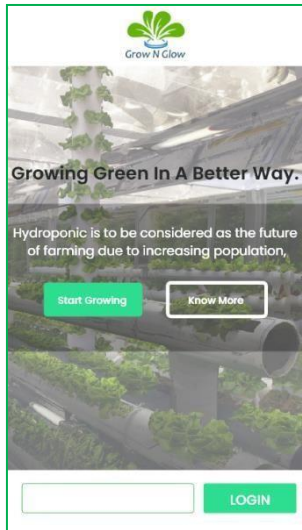 Grow N Glow
Growing Green In A Better Way.
Hydroponic is to be considered as the future
of farming due to increasing population,
Start Growing
Know More
LOGIN